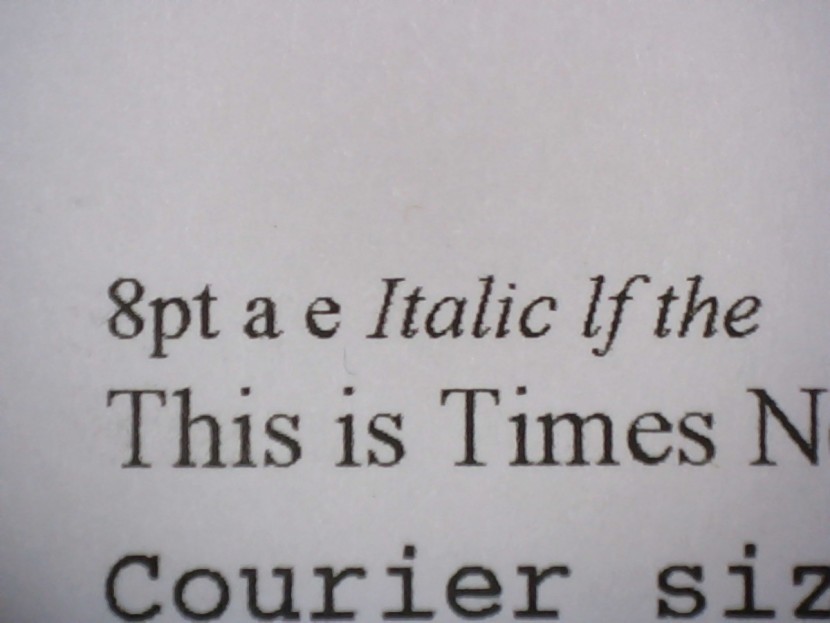 8pt a e Italic lf the
This is Times N
Courier siz